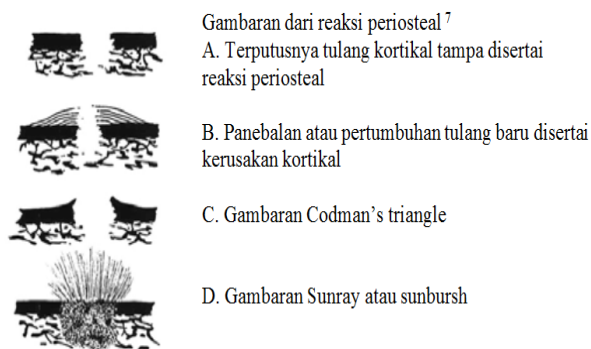 Gambaran dari reaksi periosteal 7
A. Terputusnya tulang kortikal tampa disertai
reaksi periosteal
B. Panebalan atau pertumbuhan tulang baru disertai
kerusakan kortikal
C. Gambaran Codman's triangle
D. Gambaran Sunray atau sunbursh